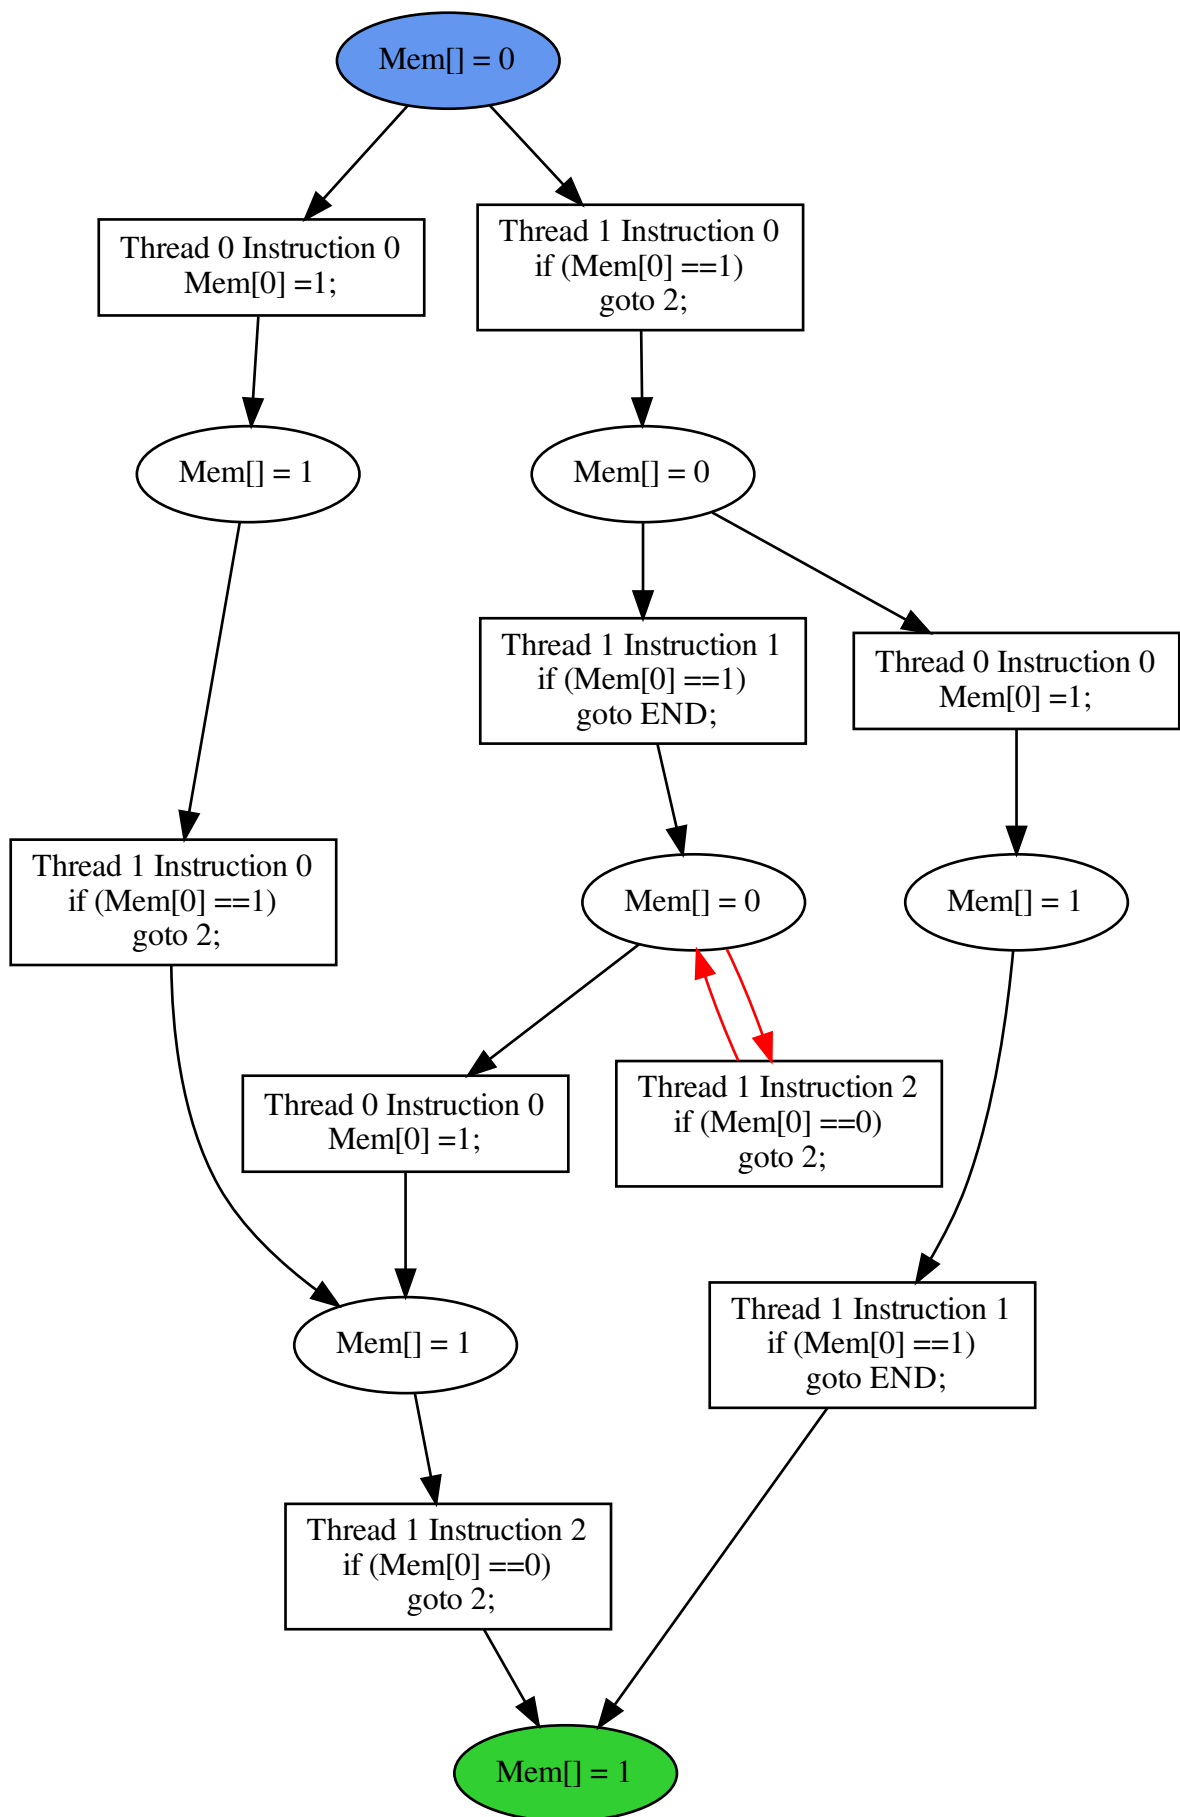 Mem[] = 0
Thread 0 Instruction 0
Mem[0] =1;
Thread 1 Instruction 0
if (Mem[0] ==1)
goto 2;
Mem[] = 1
Mem[] = 0
Thread 1 Instruction 1
if (Mem[0] ==1)
goto END;
Thread 0 Instruction 0
Mem[0] =1;
Thread 1 Instruction 0
if (Mem[0] ==1)
goto 2;
Mem[] = 0
Mem[] = 1
Thread 0 Instruction 0
Mem[0] =1;
Thread 1 Instruction 2
if (Mem[0] ==0)
goto 2;
Mem[] = 1
Thread 1 Instruction 1
if (Mem[0] ==1)
goto END;
Thread 1 Instruction 2
if (Mem[0] ==0)
goto 2;
Mem[] = 1